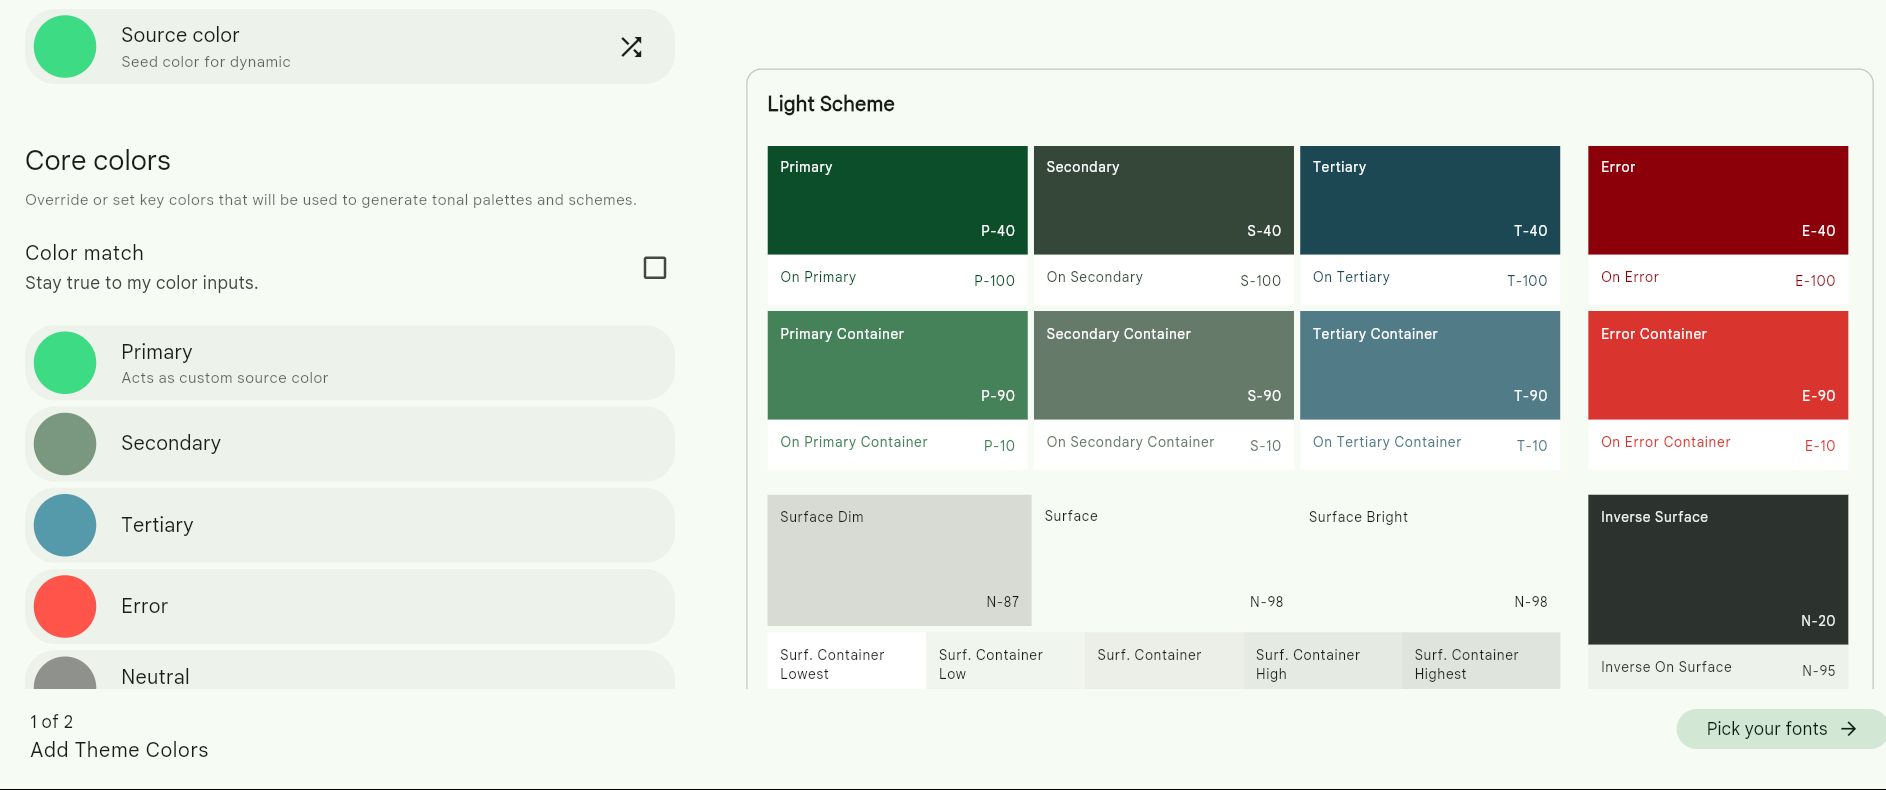 Source color
Seed color for dynamic
Core colors
Override or set key colors that will be used to generate tonal palettes and schemes.
Color match
Stay true to my color inputs.
Primary
Acts as custom source color
Secondary
Tertiary
Error
Neutral
1 of 2
Add Theme Colors
Light Scheme
Primary
P-40
Secondary
S-40
Tertiary
T-40
Error
E-40
On Primary
P-100
On Secondary
S-100
On Tertiary
T-100
On Error
E-100
Primary Container
P-90
Secondary Container
S-90
Tertiary Container
T-90
Error Container
E-90
On Primary Container
P-10
On Secondary Container
S-10
On Tertiary Container
T-10
On Error Container
E-10
Surface Dim
N-87
Surface
N-98
Surface Bright
N-98
Inverse Surface
N-20
Surf. Container
Lowest
Surf. Container
Low
Surf. Container
Surf. Container
High
Surf. Container
Highest
Inverse On Surface
N-95
Pick your fonts